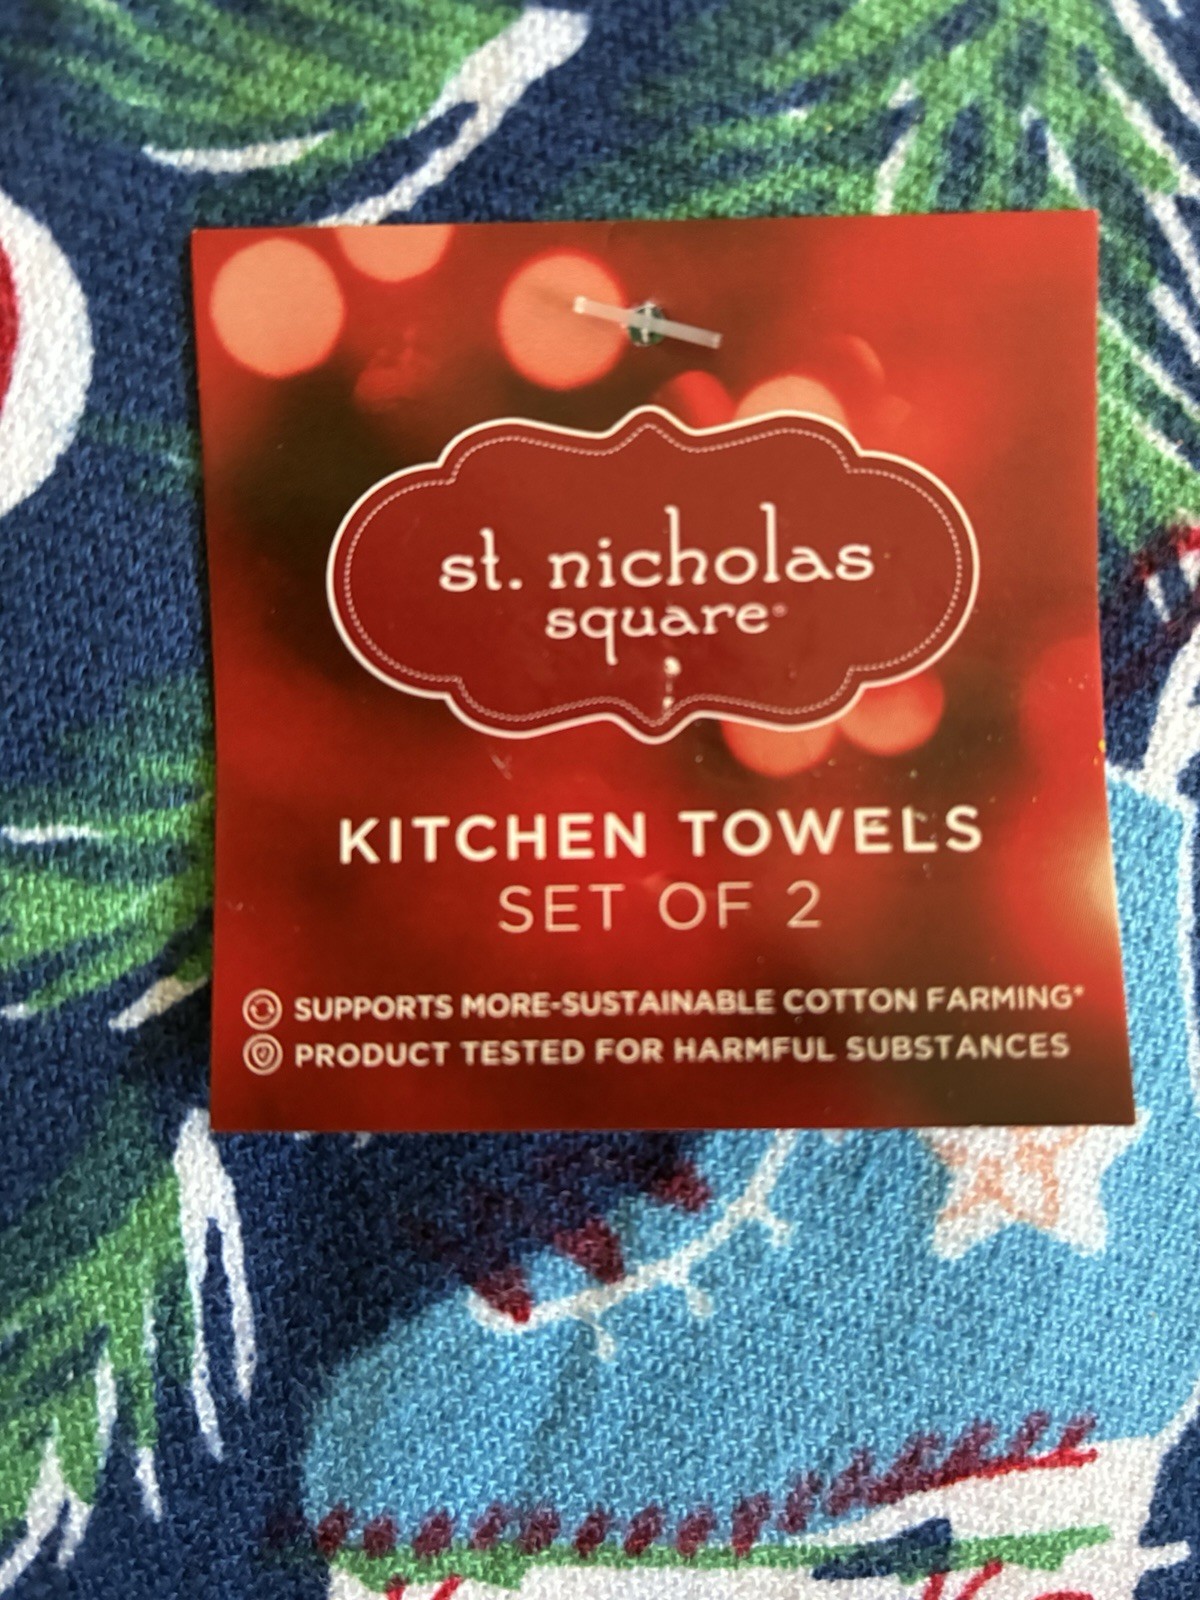 st. nicholas
square®
KITCHEN TOWELS
SET OF 2
SUPPORTS MORE-SUSTAINABLE COTTON FARMING*
PRODUCT TESTED FOR HARMFUL SUBSTANCES